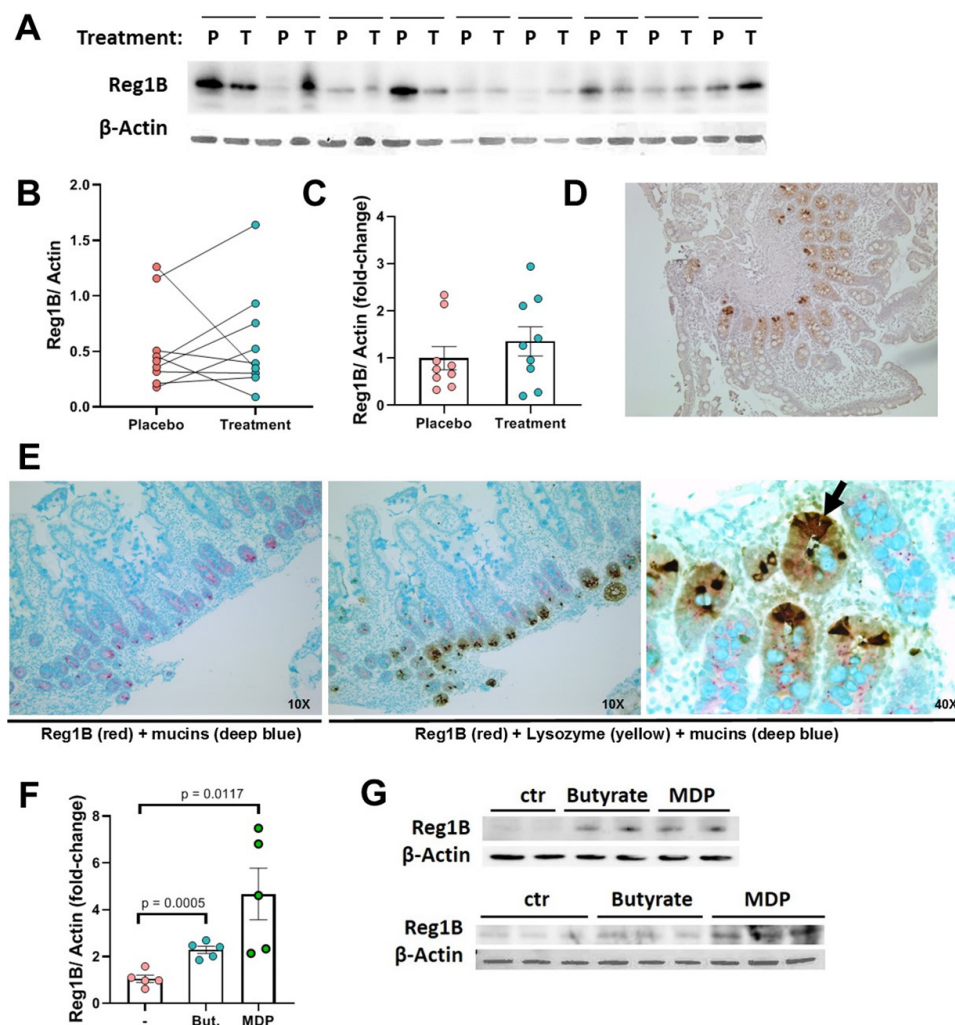 A
Treatment: P T P T P T P T P T P T P T P T P T
Reg1B
β-Actin
B
Reg1B/ Actin
2.0
1.5
1.0
0.5
0.0
Placebo Treatment
C
Reg1B/ Actin (fold-change)
4
3
2
1
0
Placebo Treatment
D
E
10X
10X
40X
Reg1B (red) + mucins (deep blue)
Reg1B (red) + Lysozyme (yellow) + mucins (deep blue)
F
Reg1B/ Actin (fold-change)
8
6
4
2
0
p = 0.0117
p = 0.0005
- But. MDP
G
ctr Butyrate MDP
Reg1B
β-Actin
ctr Butyrate MDP
Reg1B
β-Actin